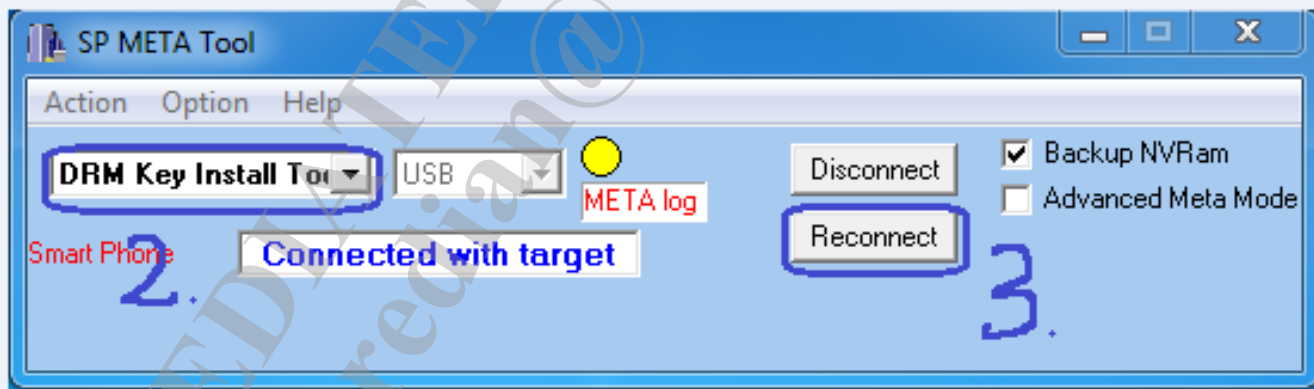 SP META Tool
Action Option Help
DRM Key Install Too
USB
META log
Disconnect
Reconnect
Backup NVRam
Advanced Meta Mode
Smart Phone
Connected with target
2.
3.